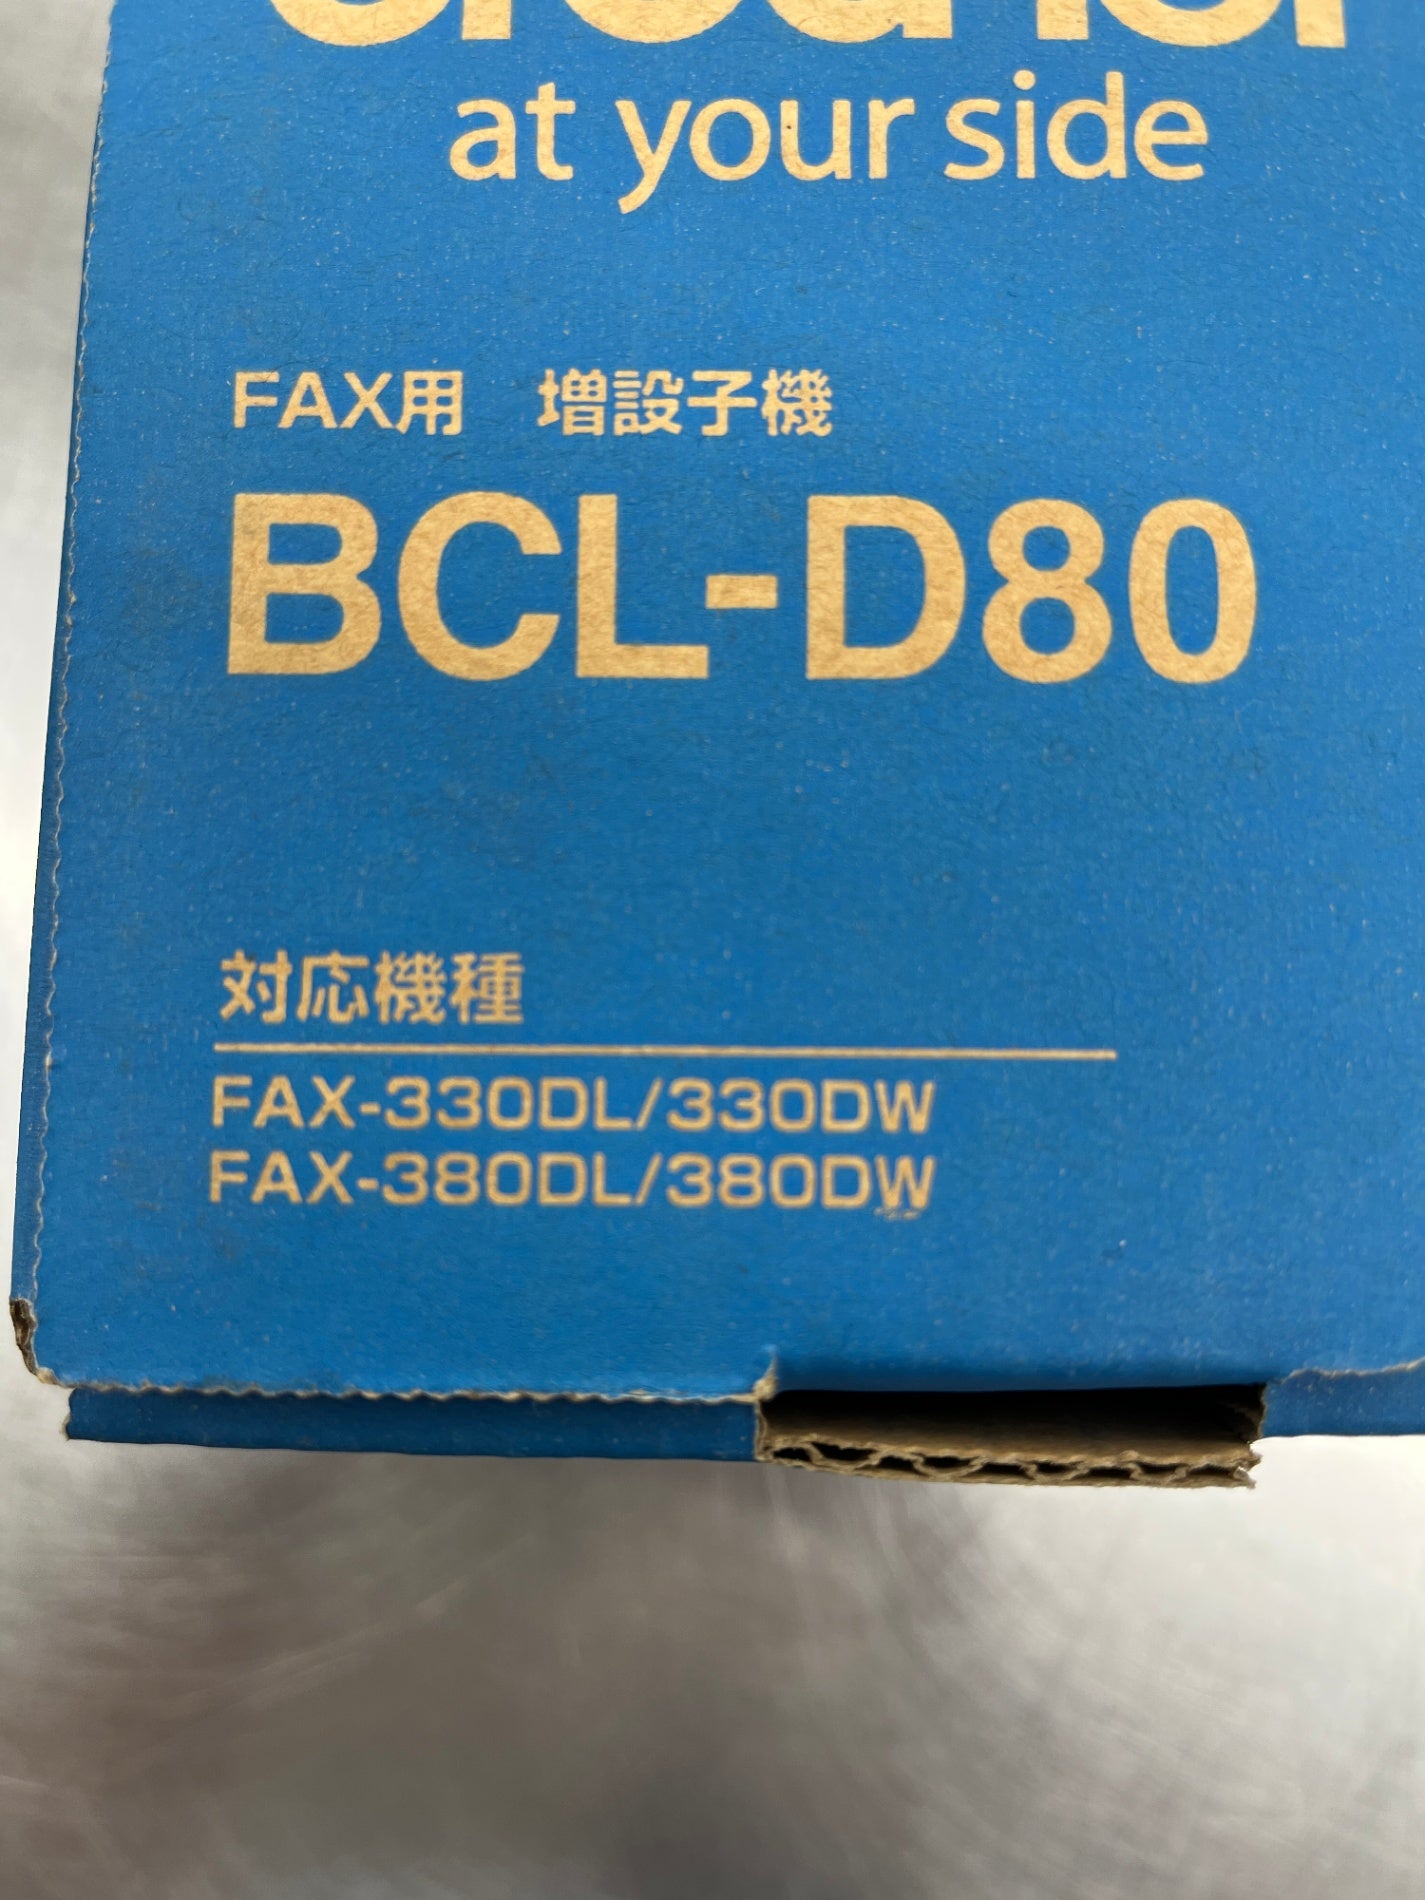 at your side
FAX用　増設子機
BCL-D80
対応機種
FAX-330DL/330DW
FAX-380DL/380DW